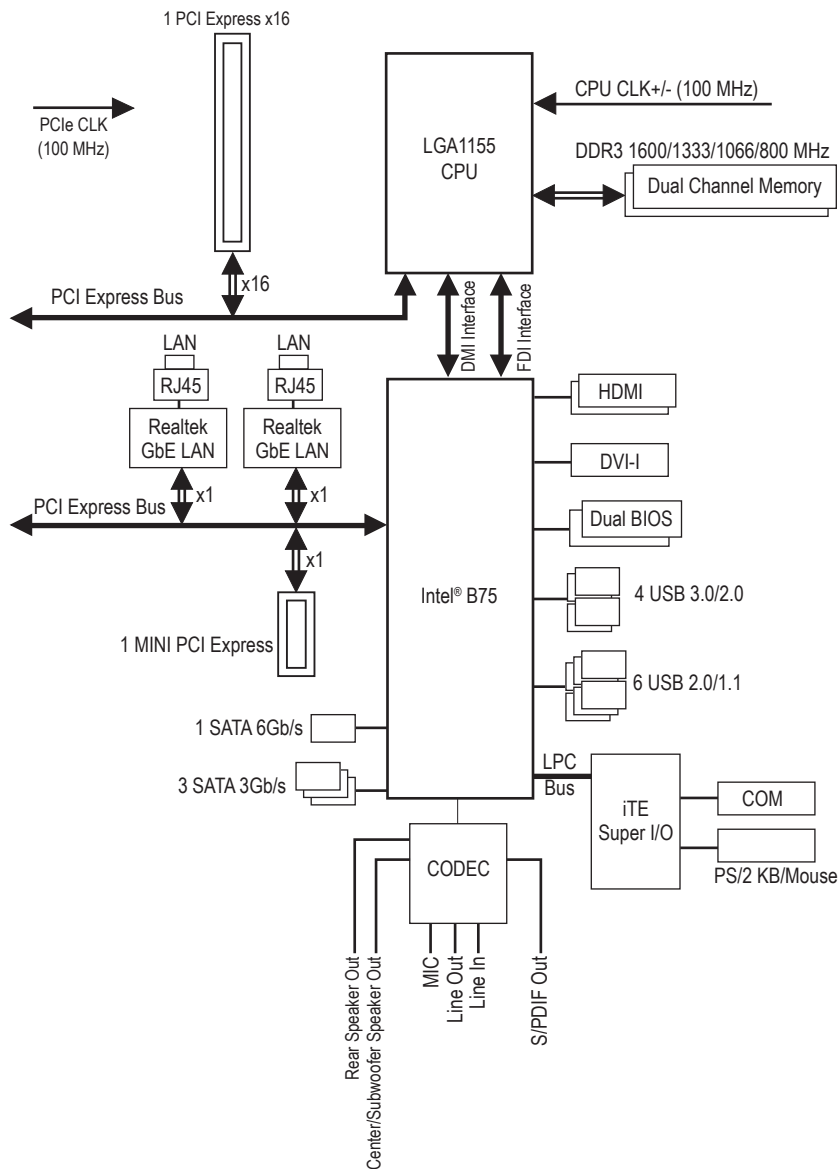 1 PCI Express x16
PCIe CLK
(100 MHz)
LGA1155
CPU
CPU CLK+/- (100 MHz)
DDR3 1600/1333/1066/800 MHz
Dual Channel Memory
x16
PCI Express Bus
DMI Interface
FDI Interface
LAN
RJ45
Realtek
GbE LAN
x1
LAN
RJ45
Realtek
GbE LAN
x1
PCI Express Bus
x1
1 MINI PCI Express
Intel® B75
HDMI
DVI-I
Dual BIOS
4 USB 3.0/2.0
6 USB 2.0/1.1
1 SATA 6Gb/s
3 SATA 3Gb/s
LPC
Bus
iTE
Super I/O
COM
PS/2 KB/Mouse
CODEC
Rear Speaker Out
Center/Subwoofer Speaker Out
MIC
Line Out
Line In
S/PDIF Out